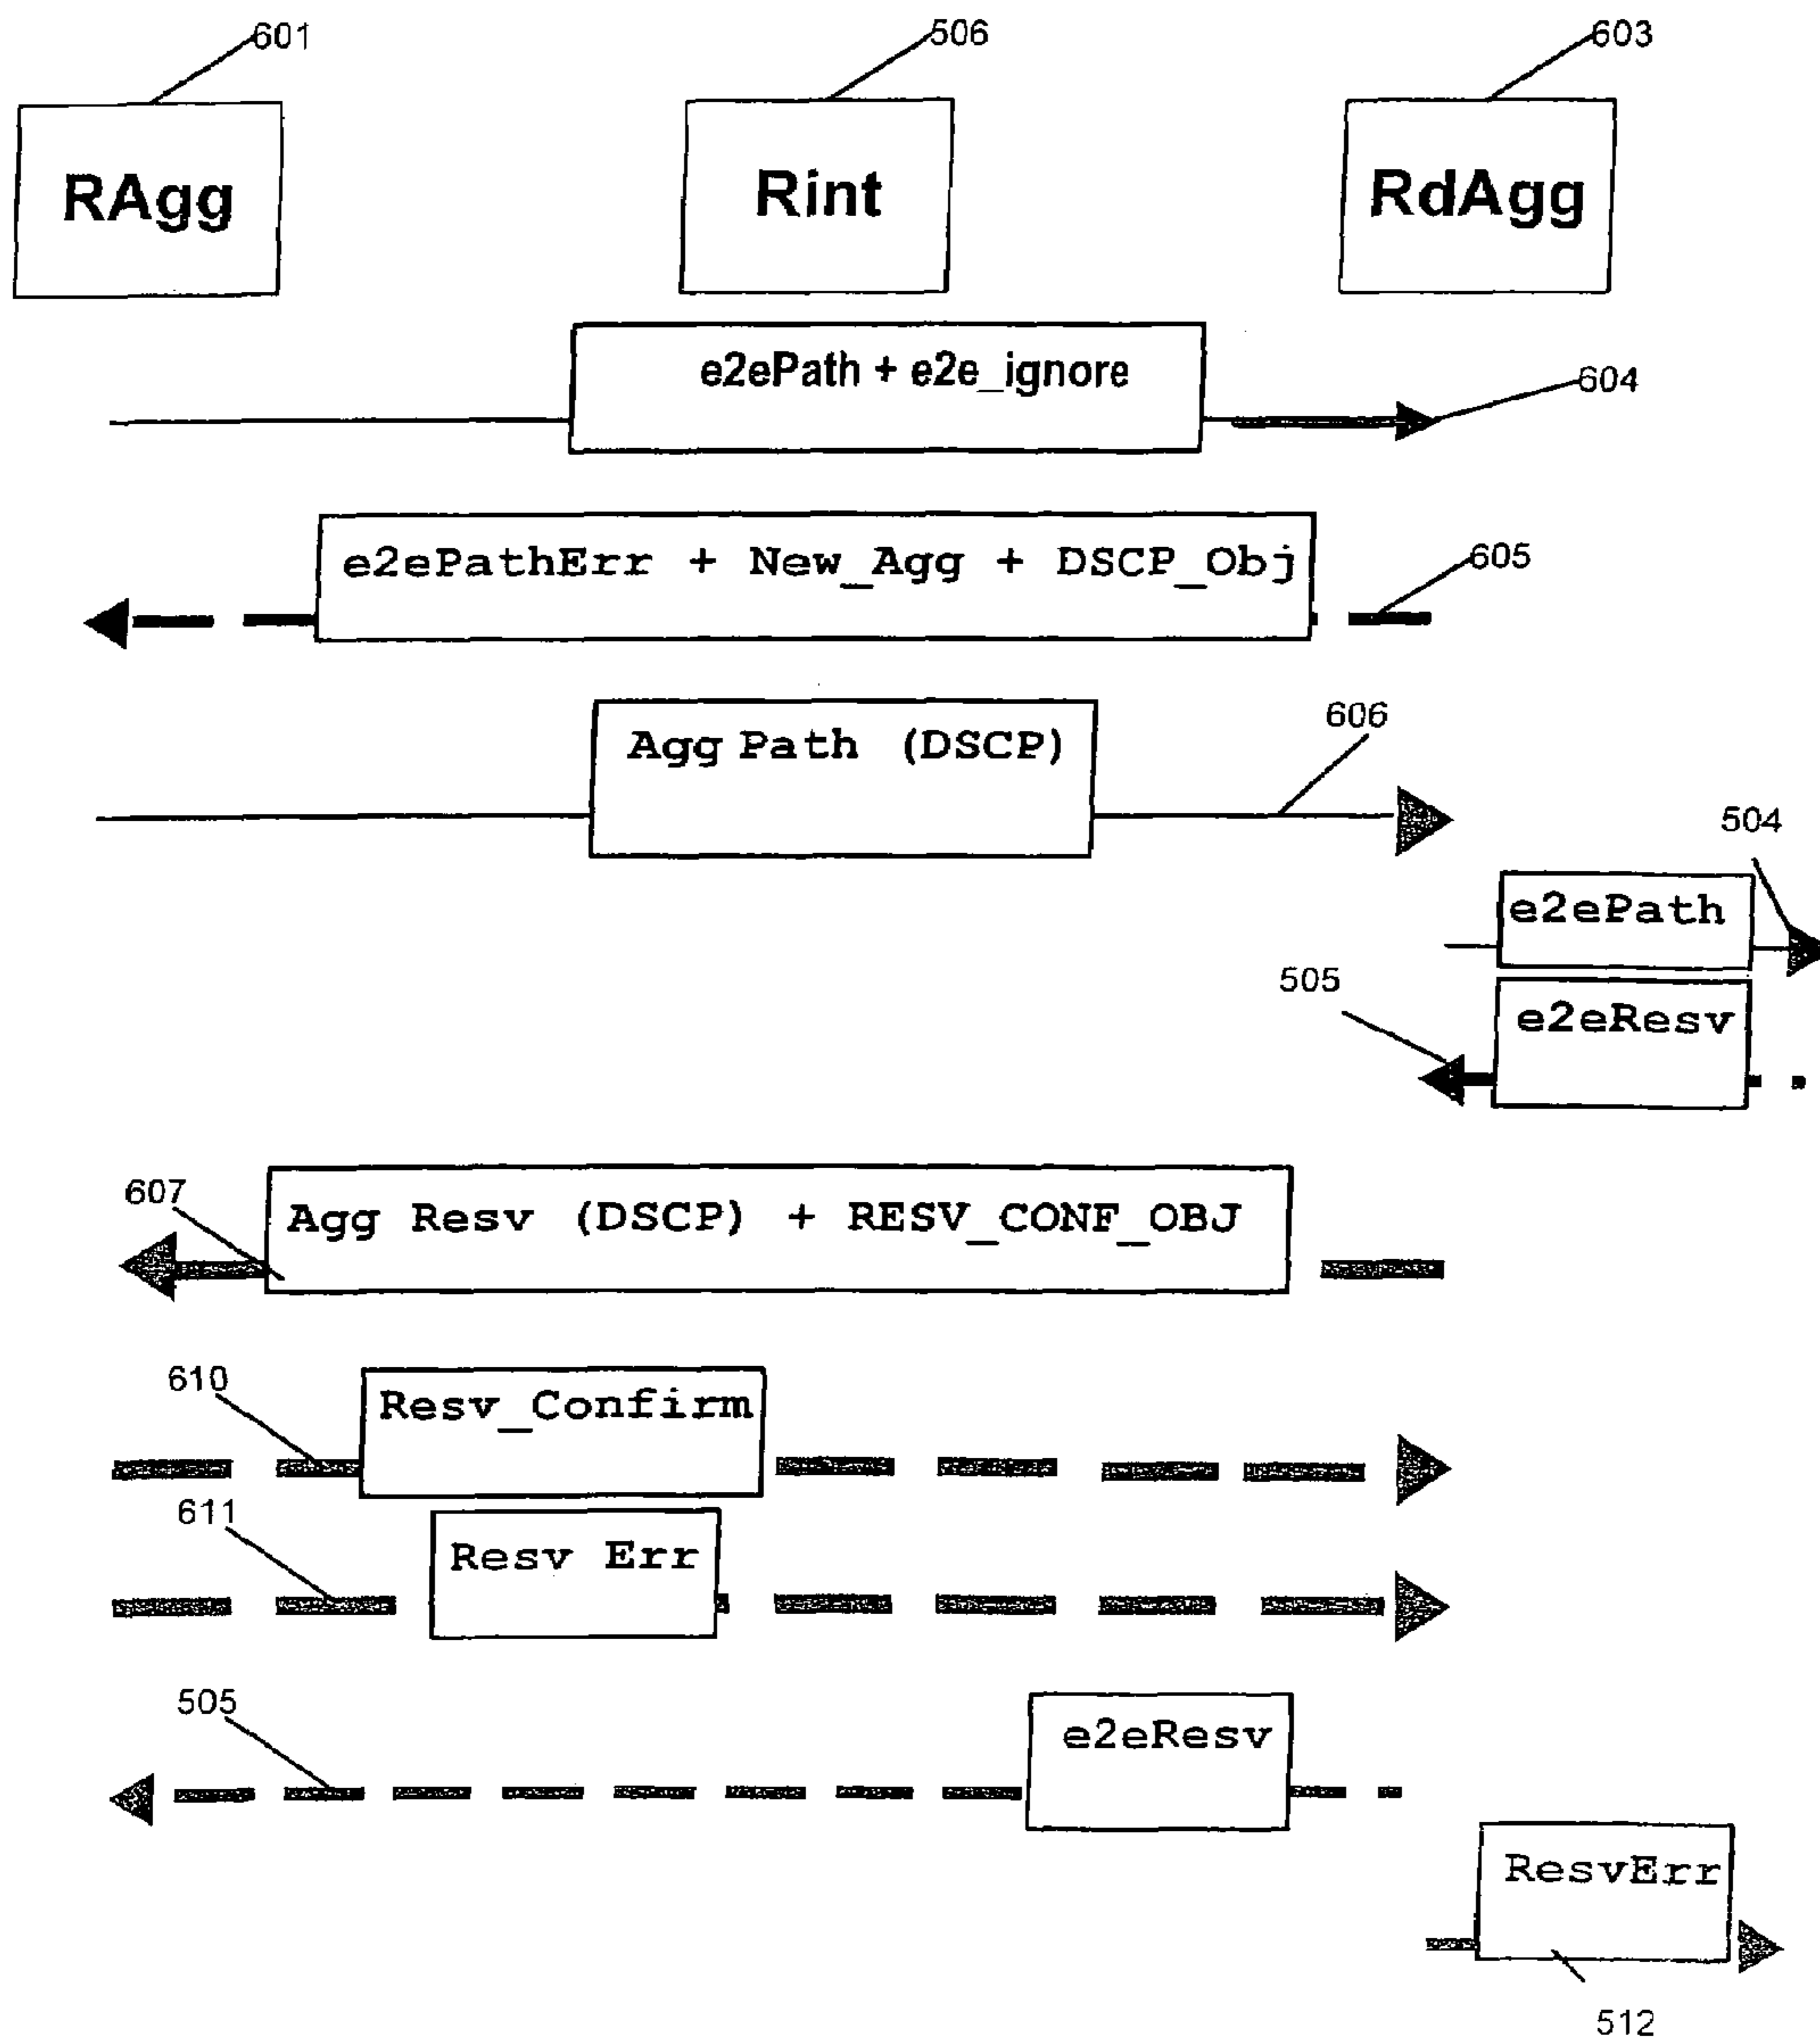 601
506
603
RAgg
Rint
RdAgg
e2ePath + e2e_ignore
604
e2ePathErr + New_Agg + DSCP_Obj
605
Agg Path (DSCP)
606
504
e2ePath
505
e2eResv
607
Agg Resv (DSCP) + RESV_CONF_OBJ
610
Resv_Confirm
611
Resv Err
505
e2eResv
ResvErr
512